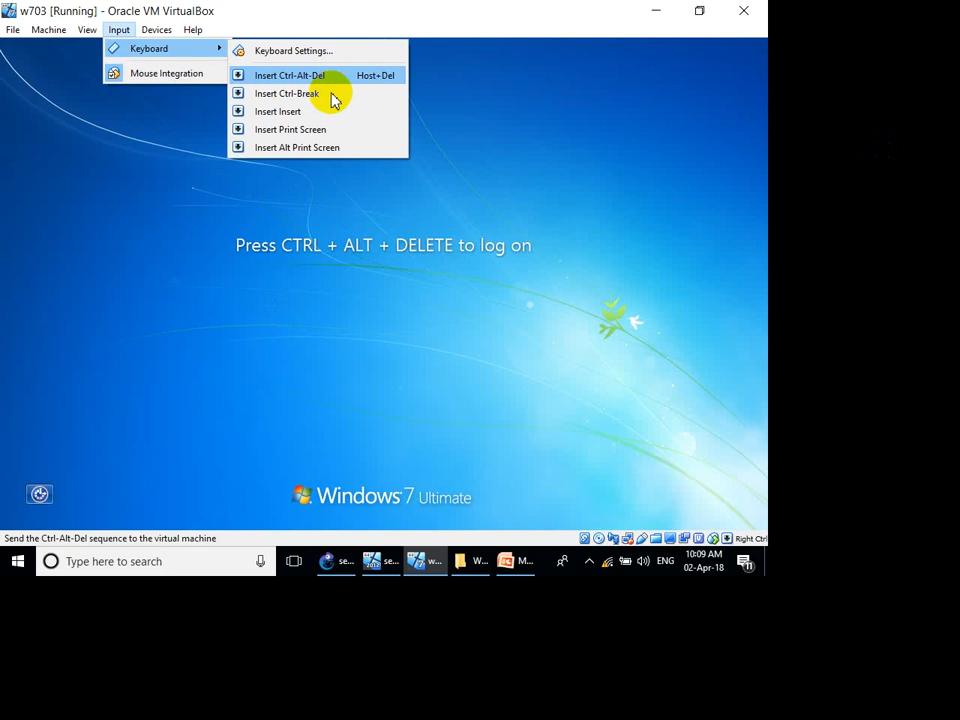 w703 [Running] - Oracle VM VirtualBox
File Machine View Input Devices Help
Keyboard
Mouse Integration
Keyboard Settings...
Insert Ctrl-Alt-Del Host+Del
Insert Ctrl-Break
Insert Insert
Insert Print Screen
Insert Alt Print Screen
Press CTRL + ALT + DELETE to log on
Windows 7 Ultimate
Send the Ctrl-Alt-Del sequence to the virtual machine
Right Ctrl
Type here to search
se...
se...
w...
W...
M...
ENG
10:09 AM
02-Apr-18
11